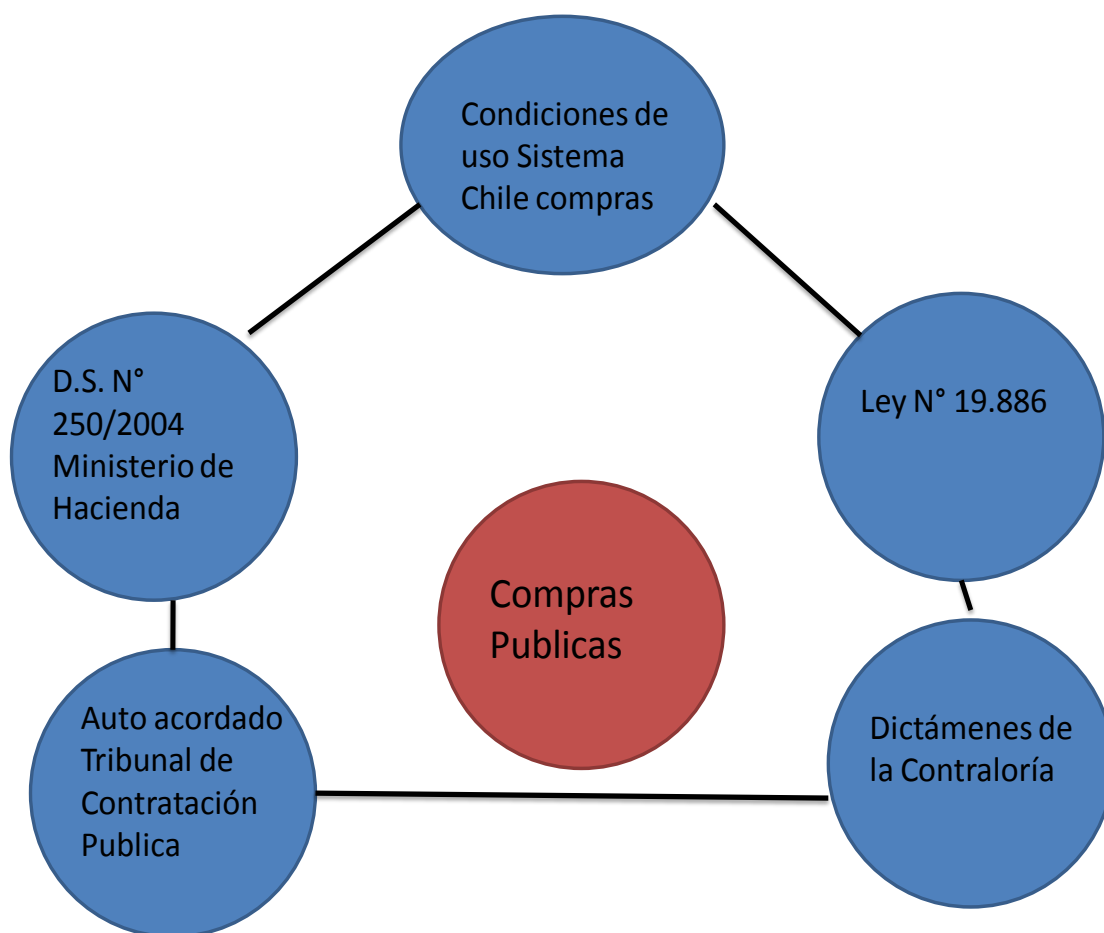 Condiciones de
uso Sistema
Chile compras
D.S. N°
250/2004
Ministerio de
Hacienda
Ley N° 19.886
Compras
Publicas
Auto acordado
Tribunal de
Contratación
Publica
Dictámenes de
la Contraloría